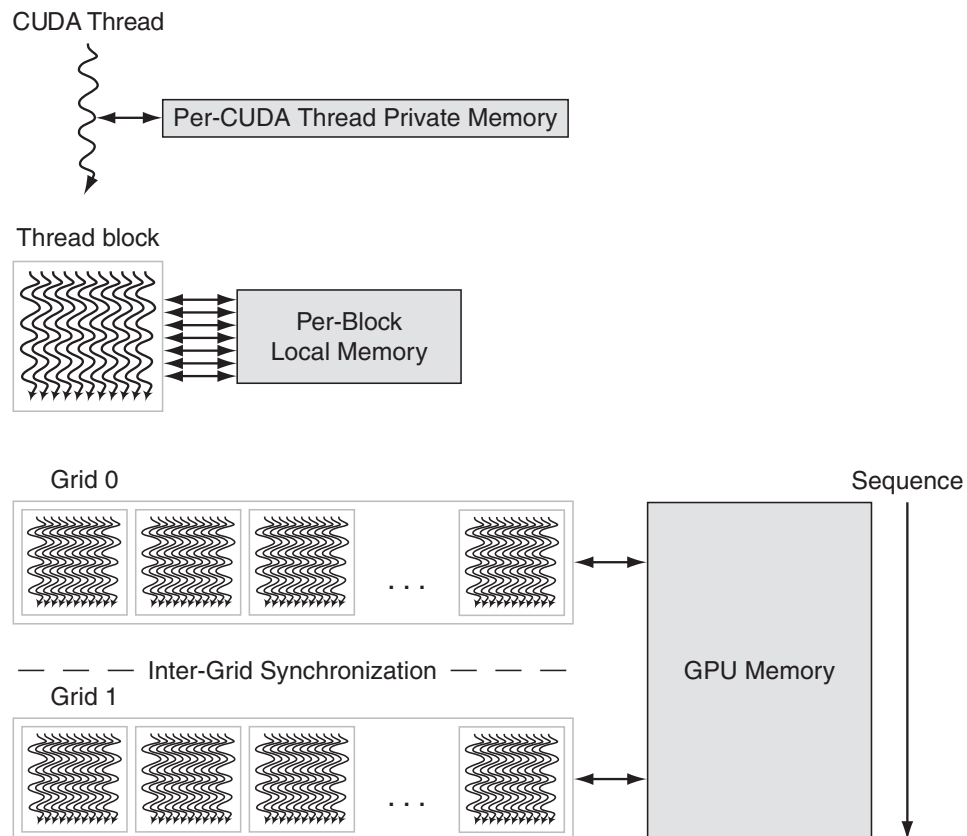 CUDA Thread
Per-CUDA Thread Private Memory
Thread block
Per-Block
Local Memory
Grid 0
Sequence
. . .
Inter-Grid Synchronization
GPU Memory
Grid 1
. . .